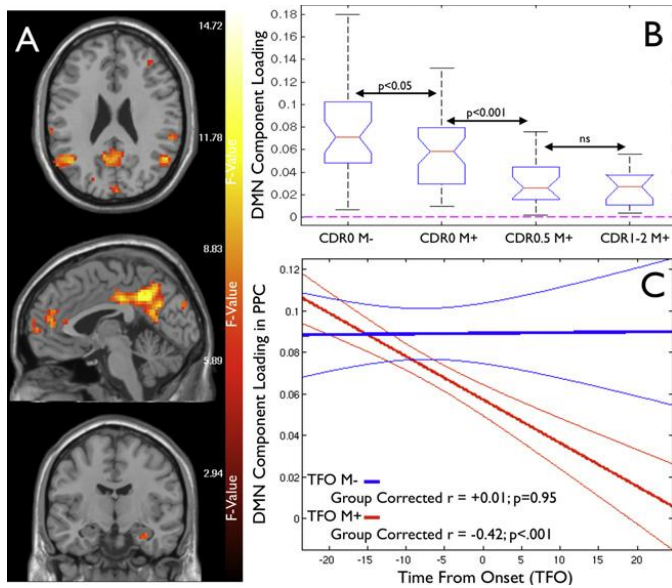 A
14.72
11.78
8.83
5.89
2.94
F-Value
F-Value
F-Value
B
DMN Component Loading
0.18
0.16
0.14
0.12
0.1
0.08
0.06
0.04
0.02
0
p<0.05
p<0.001
ns
CDR0 M-
CDR0 M+
CDR0.5 M+
CDR1-2 M+
C
DMN Component Loading in PPC
0.12
0.1
0.08
0.06
0.04
0.02
0
TFO M-
Group Corrected r = +0.01; p=0.95
TFO M+
Group Corrected r = -0.42; p<.001
-20
-15
-10
-5
0
5
10
15
20
Time From Onset (TFO)